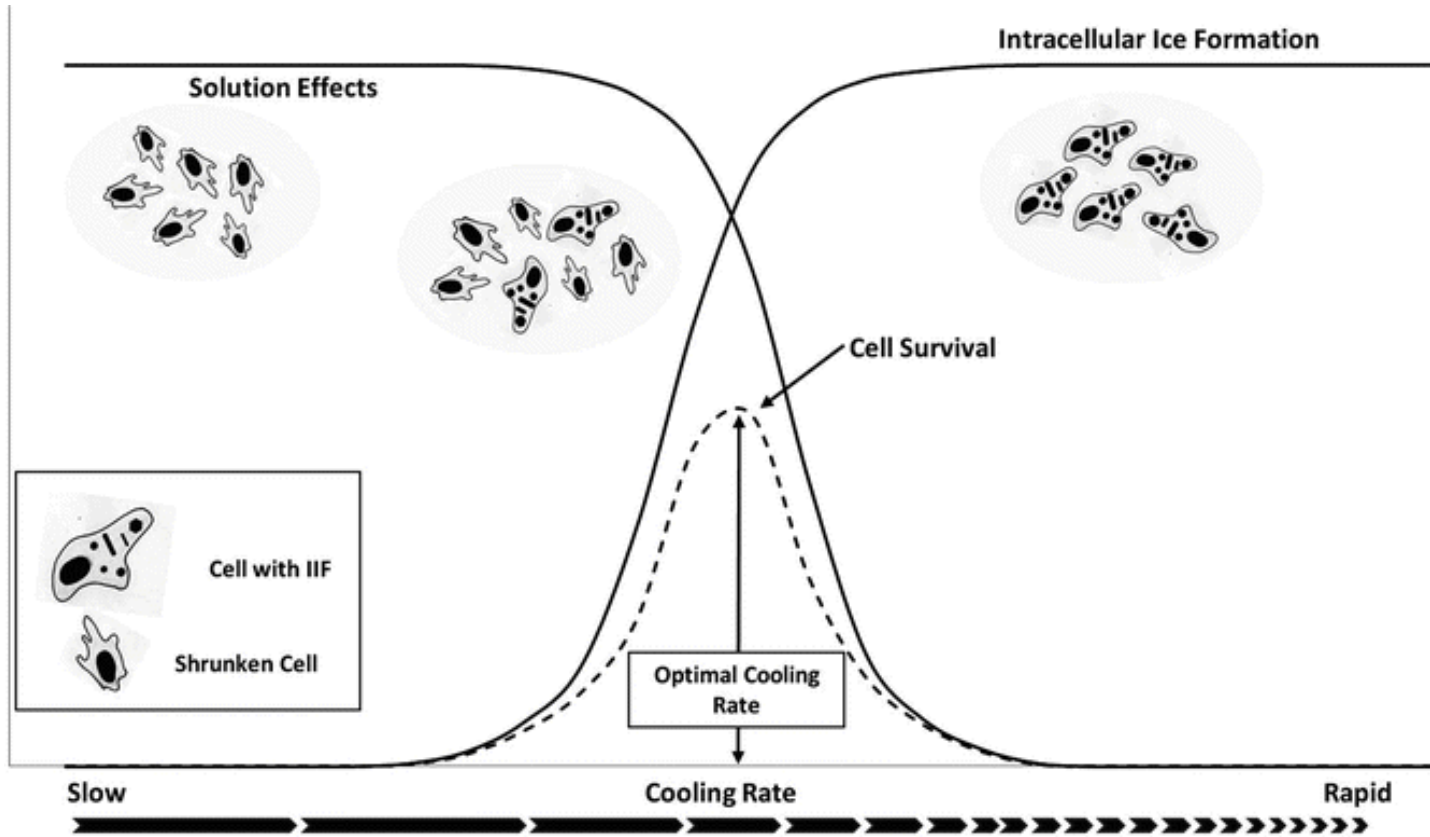 Intracellular Ice Formation
Solution Effects
Cell Survival
Cell with IIF
Shrunken Cell
Optimal Cooling
Rate
Slow
Cooling Rate
Rapid